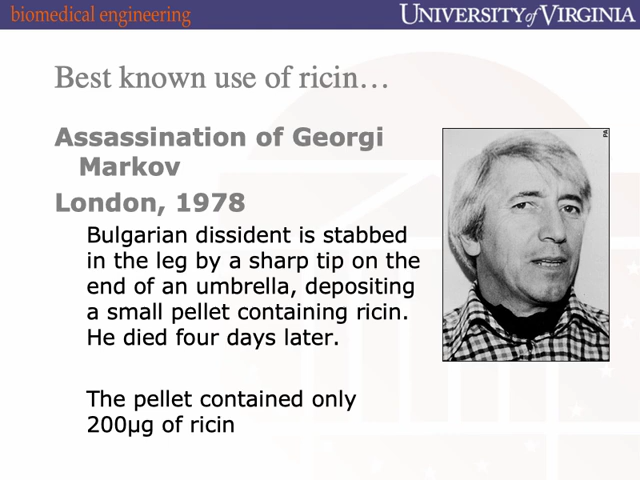 biomedical engineering
UNIVERSITY of VIRGINIA
Best known use of ricin…
Assassination of Georgi
Markov
London, 1978
Bulgarian dissident is stabbed
in the leg by a sharp tip on the
end of an umbrella, depositing
a small pellet containing ricin.
He died four days later.
The pellet contained only
200µg of ricin
PA